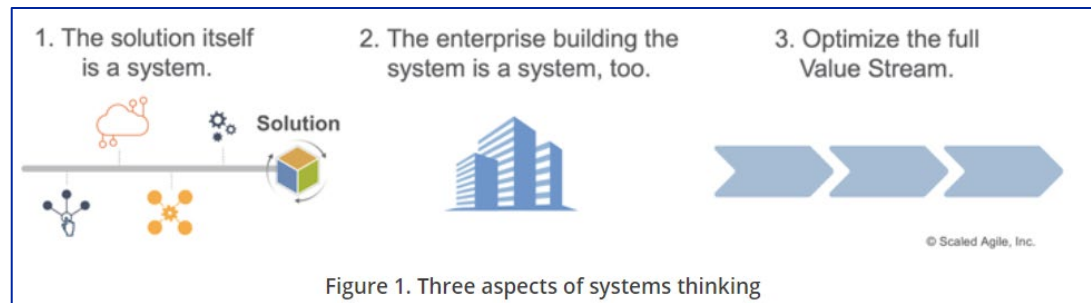 1. The solution itself
is a system.
2. The enterprise building the
system is a system, too.
3. Optimize the full
Value Stream.
Solution
© Scaled Agile, Inc.
Figure 1. Three aspects of systems thinking